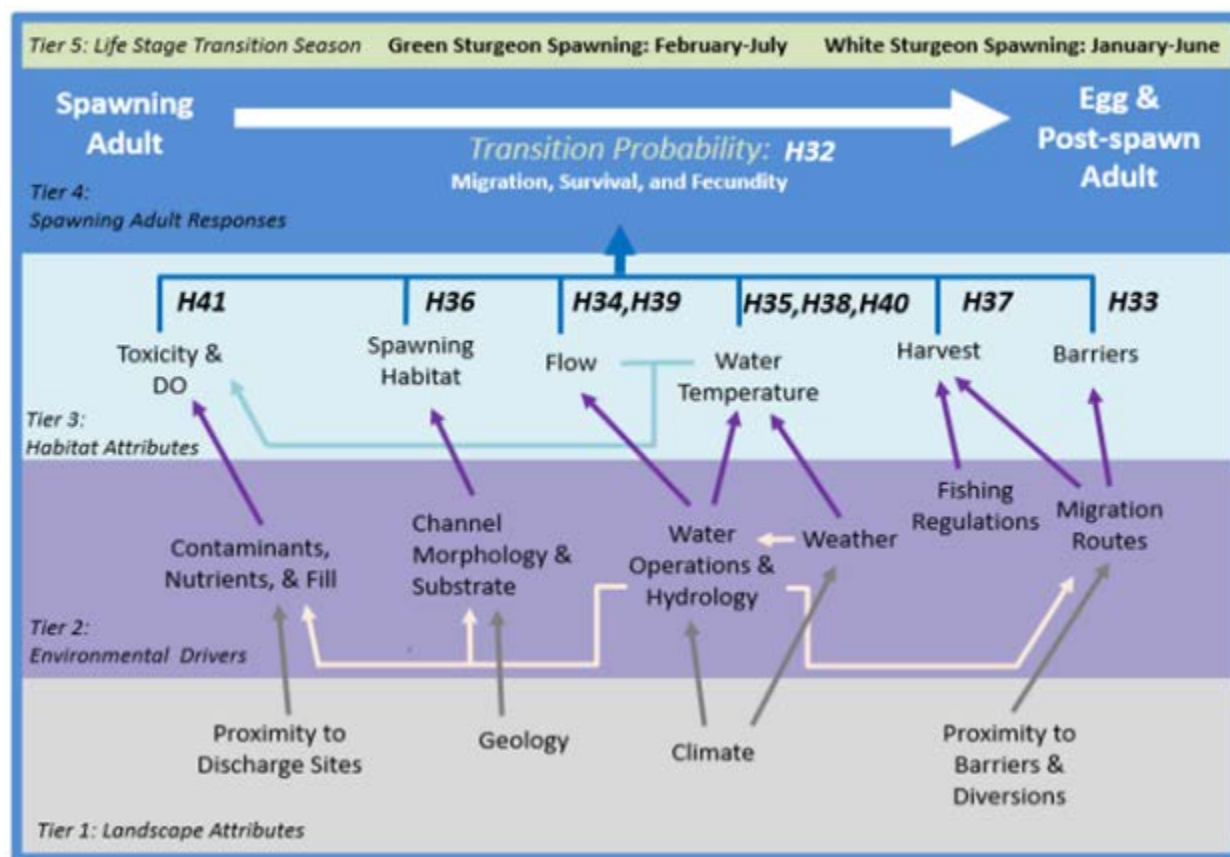 Tier 5: Life Stage Transition Season Green Sturgeon Spawning: February-July White Sturgeon Spawning: January-June
Spawning
Adult
Egg &
Post-spawn
Adult
Transition Probability: H32
Migration, Survival, and Fecundity
Tier 4:
Spawning Adult Responses
H41
H36
H34,H39
H35,H38,H40
H37
H33
Toxicity &
DO
Spawning
Habitat
Flow
Water
Temperature
Harvest
Barriers
Tier 3:
Habitat Attributes
Contaminants,
Nutrients, & Fill
Channel
Morphology &
Substrate
Water
Operations &
Hydrology
Weather
Fishing
Regulations
Migration
Routes
Tier 2:
Environmental Drivers
Proximity to
Discharge Sites
Geology
Climate
Proximity to
Barriers &
Diversions
Tier 1: Landscape Attributes